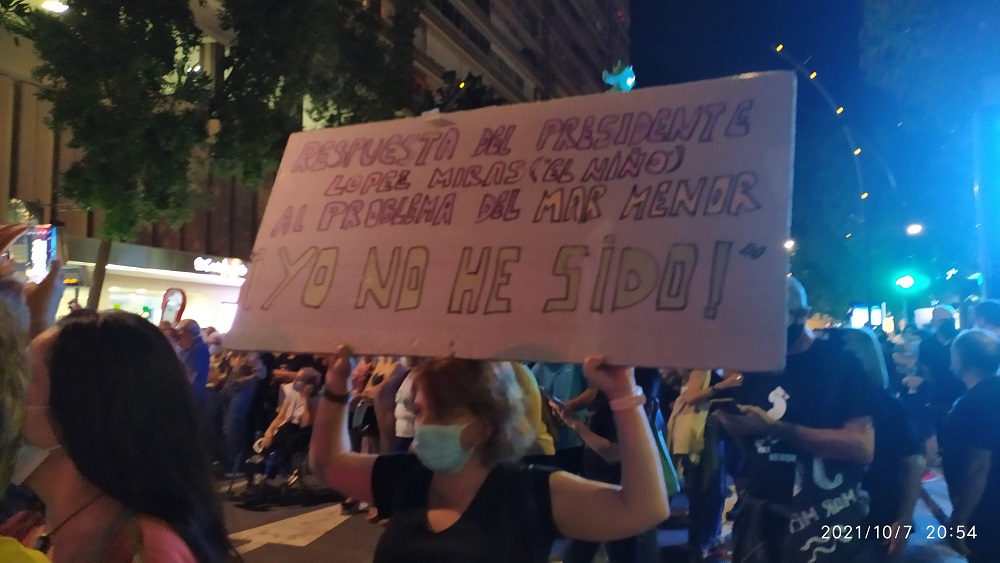 RESPUESTA DEL PRESIDENTE
LOPEZ MIRAS (EL NIÑO)
AL PROBLEMA DEL MAR MENOR
"¡YO NO HE SIDO!"
MAR
2021/10/7 20:54